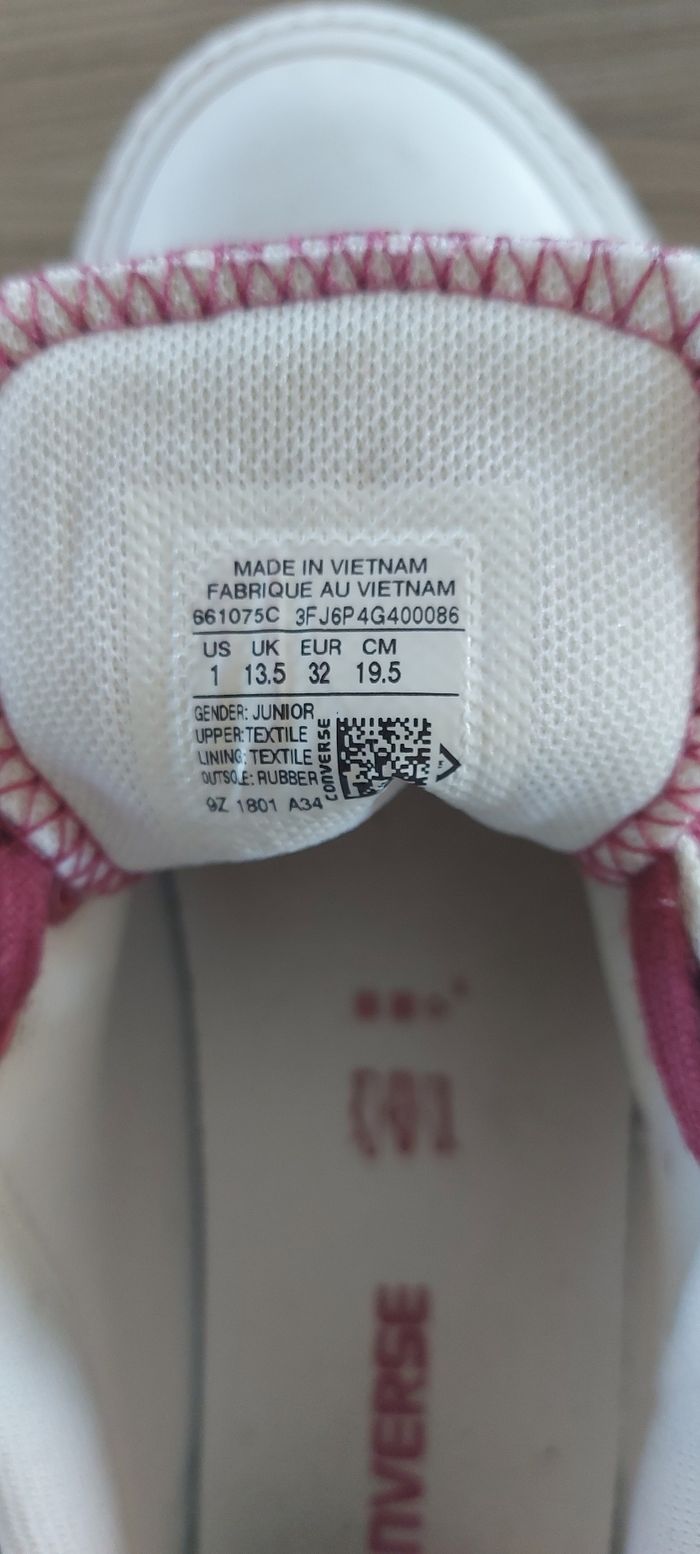 MADE IN VIETNAM
FABRIQUE AU VIETNAM
661075C 3FJ6P4G400086
US UK EUR CM
1 13.5 32 19.5
GENDER: JUNIOR
UPPER: TEXTILE
LINING: TEXTILE
OUTSOLE: RUBBER
CONVERSE
9Z 1801 A34
NVERSE